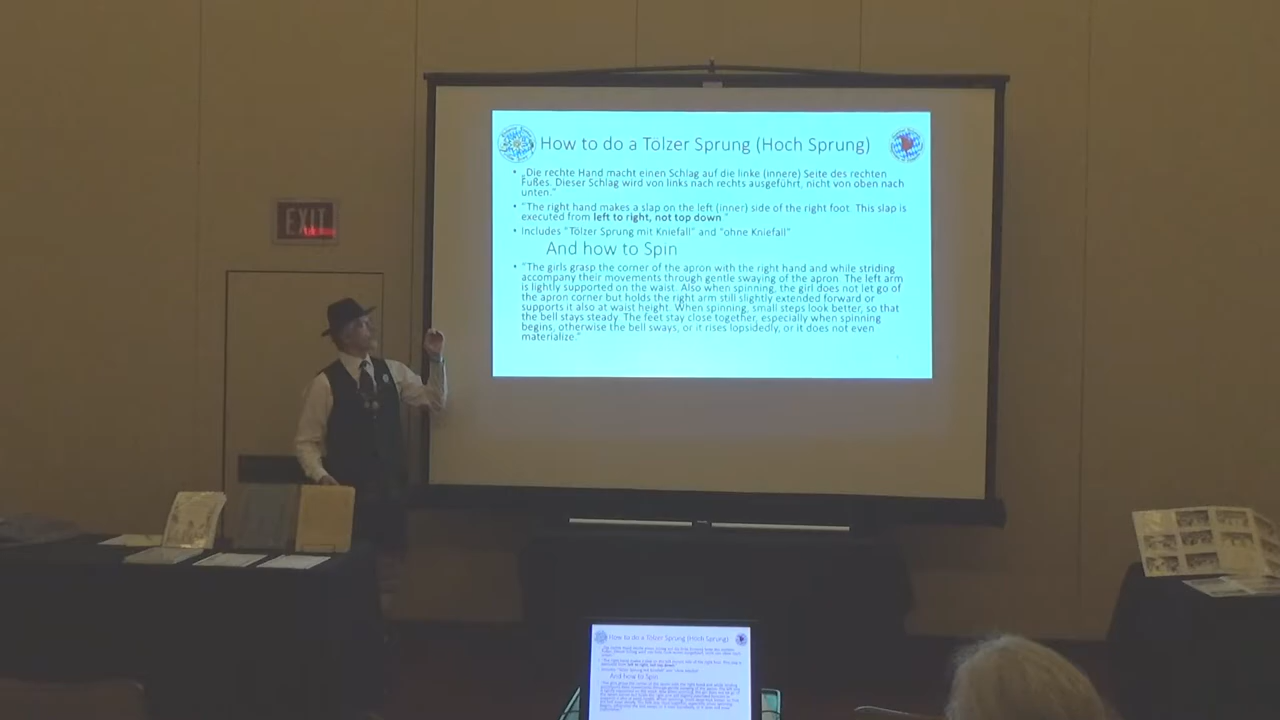 How to do a Tölzer Sprung (Hoch Sprung)
• „Die rechte Hand macht einen Schlag auf die linke (innere) Seite des rechten
Fußes. Dieser Schlag wird von links nach rechts ausgeführt, nicht von oben nach
unten.“
• “The right hand makes a slap on the left (inner) side of the right foot. This slap is
executed from left to right, not top down.”
• Includes “Tölzer Sprung mit Kniefall” and “ohne Kniefall”
And how to Spin
• “The girls grasp the corner of the apron with the right hand and while striding
accompany their movements through gentle swaying of the apron. The left arm
is lightly supported on the waist. Also when spinning, the girl does not let go of
the apron corner but holds the right arm still slightly extended forward or
supports it also at waist height. When spinning, small steps look better, so that
the bell stays steady. The feet stay close together, especially when spinning
begins, otherwise the bell sways, or it rises lopsidedly, or it does not even
materialize.”
EXIT
How to do a Tölzer Sprung (Hoch Sprung)
And how to Spin